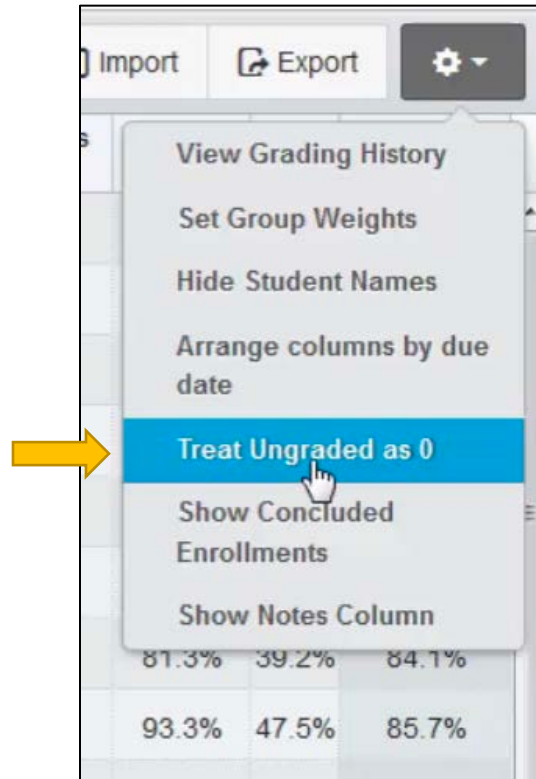 Import Export
s
View Grading History
Set Group Weights
Hide Student Names
Arrange columns by due
date
Treat Ungraded as 0
Show Concluded
Enrollments
Show Notes Column
81.3% 39.2% 84.1%
93.3% 47.5% 85.7%